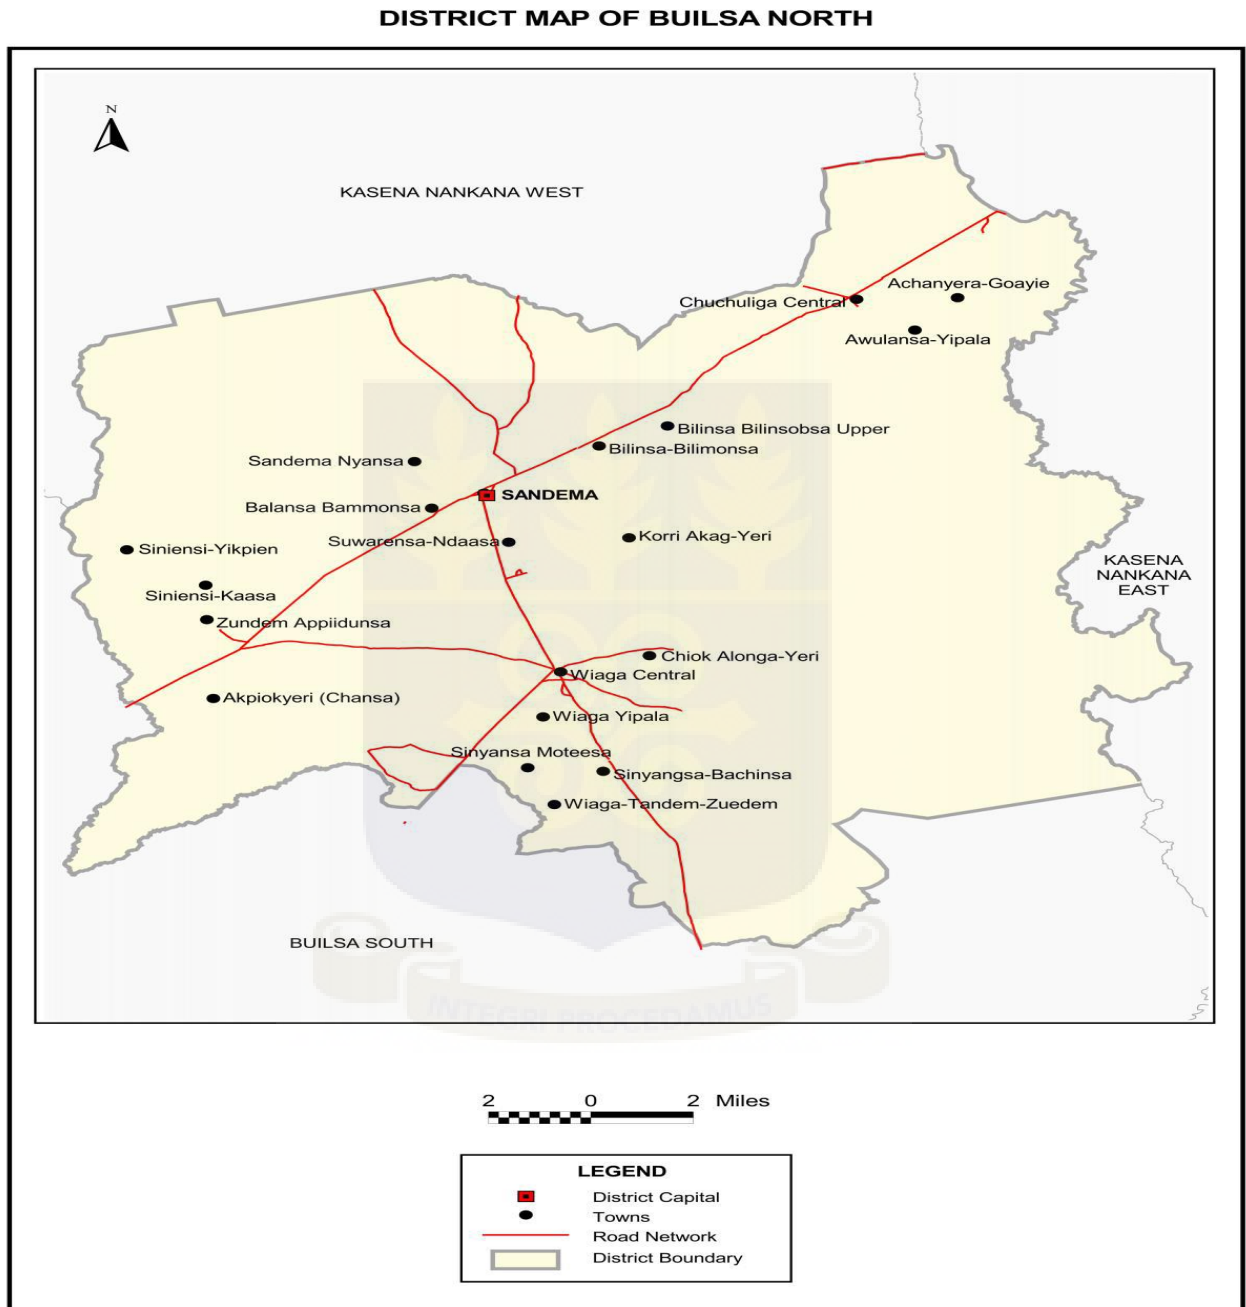 DISTRICT MAP OF BUILSA NORTH
N
KASENA NANKANA WEST
Achanyera-Goayie
Chuchuliga Central
Awulansa-Yipala
Bilinsa Bilinsobsa Upper
Bilinsa-Bilimonsa
Sandema Nyansa
SANDEMA
Balansa Bammonsa
Korri Akag-Yeri
Suwarensa-Ndaasa
Siniensi-Yikpien
KASENA
NANKANA
EAST
Siniensi-Kaasa
Zundem Appiidunsa
Chiok Alonga-Yeri
Wiaga Central
Akpiokyeri (Chansa)
Wiaga Yipala
Sinyansa Moteesa
Sinyangsa-Bachinsa
Wiaga-Tandem-Zuedem
BUILSA SOUTH
INTEGRI PROCEDAMUS
2 0 2 Miles
LEGEND
District Capital
Towns
Road Network
District Boundary